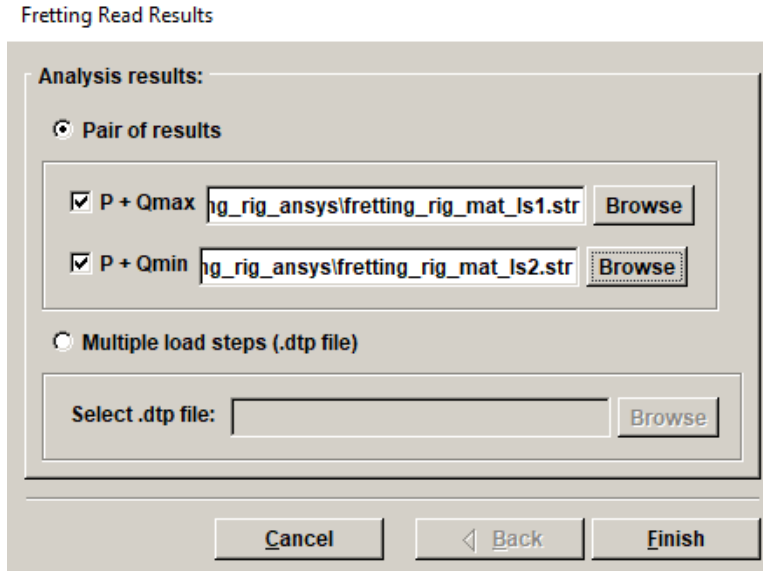 Fretting Read Results
Analysis results:
Pair of results
P + Qmax ng_rig_ansys\fretting_rig_mat_ls1.str Browse
P + Qmin ng_rig_ansys\fretting_rig_mat_ls2.str Browse
Multiple load steps (.dtp file)
Select .dtp file: Browse
Cancel Back Finish